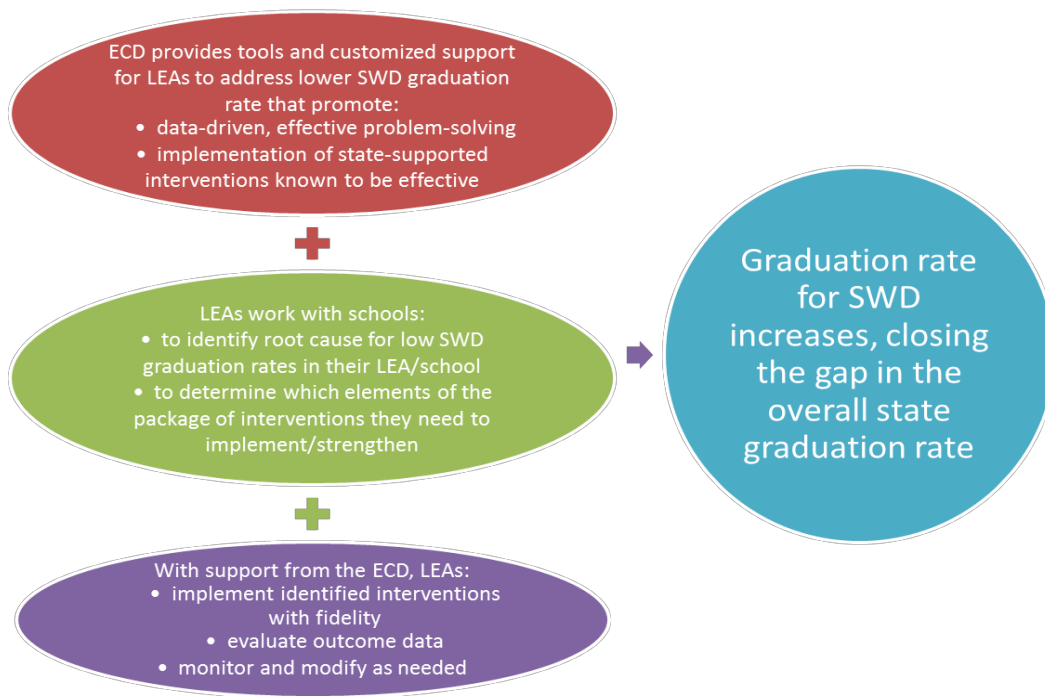 ECD provides tools and customized support
for LEAs to address lower SWD graduation
rate that promote:
• data-driven, effective problem-solving
• implementation of state-supported
interventions known to be effective
LEAs work with schools:
• to identify root cause for low SWD
graduation rates in their LEA/school
• to determine which elements of the
package of interventions they need to
implement/strengthen
With support from the ECD, LEAs:
• implement identified interventions
with fidelity
• evaluate outcome data
• monitor and modify as needed
Graduation rate
for SWD
increases, closing
the gap in the
overall state
graduation rate